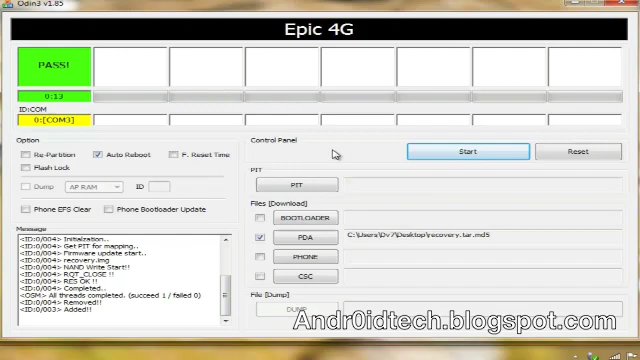 Odin3 v1.85
Epic 4G
PASS!
0:13
ID:COM
0:[COM3]
Option
Re-Partition
Auto Reboot
F. Reset Time
Flash Lock
Dump
AP RAM
ID
Phone EFS Clear
Phone Bootloader Update
Message
<ID:0/004> Initialzation..
<ID:0/004> Get PIT for mapping..
<ID:0/004> Firmware update start..
<ID:0/004> recovery.img
<ID:0/004> NAND Write Start!!
<ID:0/004> RQT_CLOSE !!
<ID:0/004> RES OK !!
<ID:0/004> Completed..
<OSM> All threads completed. (succeed 1 / failed 0)
<ID:0/004> Removed!!
<ID:0/003> Added!!
Control Panel
Start
Reset
PIT
PIT
Files [Download]
BOOTLOADER
PDA
C:\Users\Dv7\Desktop\recovery.tar.md5
PHONE
CSC
File [Dump]
DUMP
Andr0idtech.blogspot.com